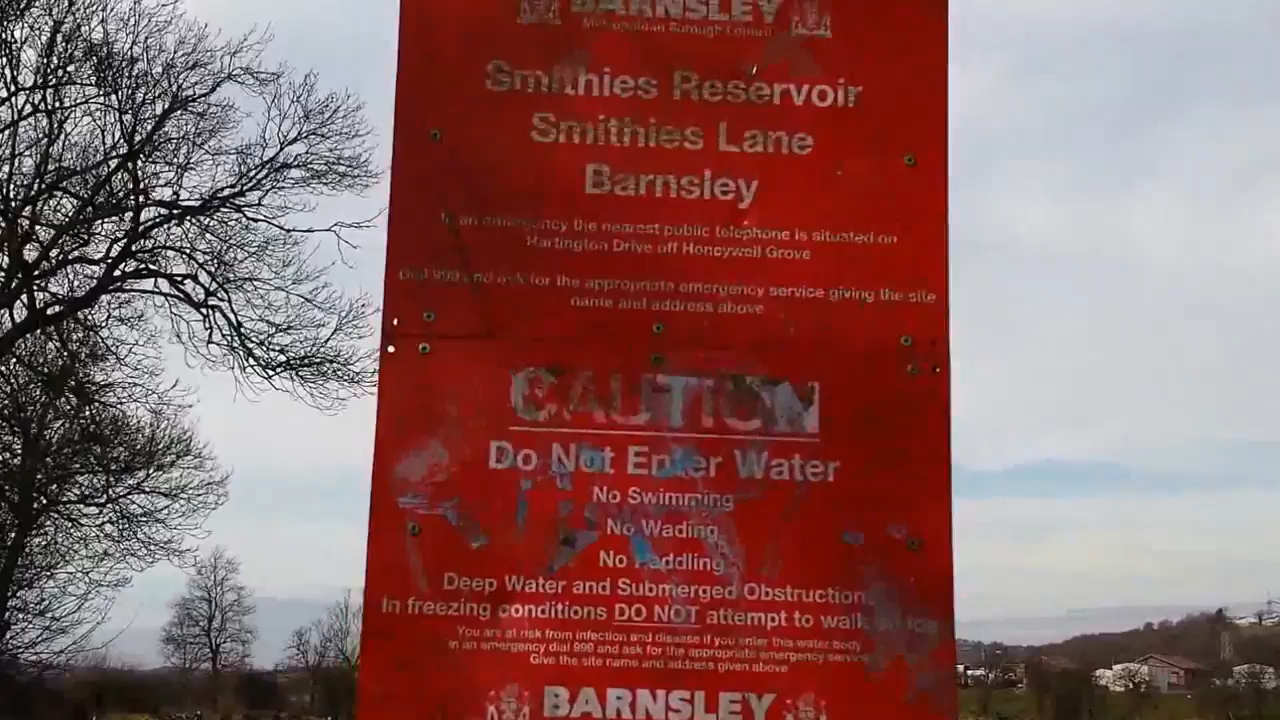 BARNSLEY
Metropolitan Borough Council
Smithies Reservoir
Smithies Lane
Barnsley
In an emergency the nearest public telephone is situated on
Hartington Drive off Honeywell Grove
Dial 999 and ask for the appropriate emergency service giving the site
name and address above
CAUTION
Do Not Enter Water
No Swimming
No Wading
No Paddling
Deep Water and Submerged Obstruction
In freezing conditions DO NOT attempt to walk on ice
You are at risk from infection and disease if you enter this water body
In an emergency dial 999 and ask for the appropriate emergency service
Give the site name and address given above
BARNSLEY